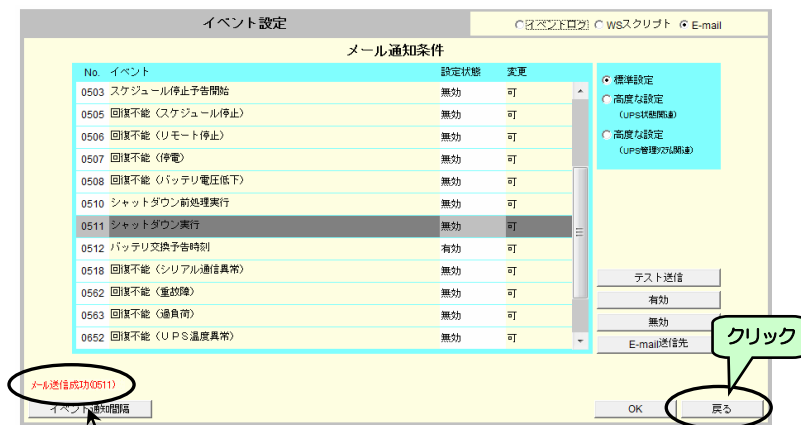 イベント設定
イベントログ WSスクリプト E-mail
メール通知条件
No. イベント 設定状態 変更
0503 スケジュール停止予告開始 無効 可
0505 回復不能（スケジュール停止） 無効 可
0506 回復不能（リモート停止） 無効 可
0507 回復不能（停電） 無効 可
0508 回復不能（バッテリ電圧低下） 無効 可
0510 シャットダウン前処理実行 無効 可
0511 シャットダウン実行 無効 可
0512 バッテリ交換予告時刻 有効 可
0518 回復不能（シリアル通信異常） 無効 可
0562 回復不能（重故障） 無効 可
0563 回復不能（過負荷） 無効 可
0652 回復不能（ＵＰＳ温度異常） 無効 可
標準設定
高度な設定
（UPS状態関連）
高度な設定
（UPS管理システム関連）
テスト送信
有効
無効
E-mail送信先
クリック
メール送信成功(0511)
イベント通知間隔
OK
戻る